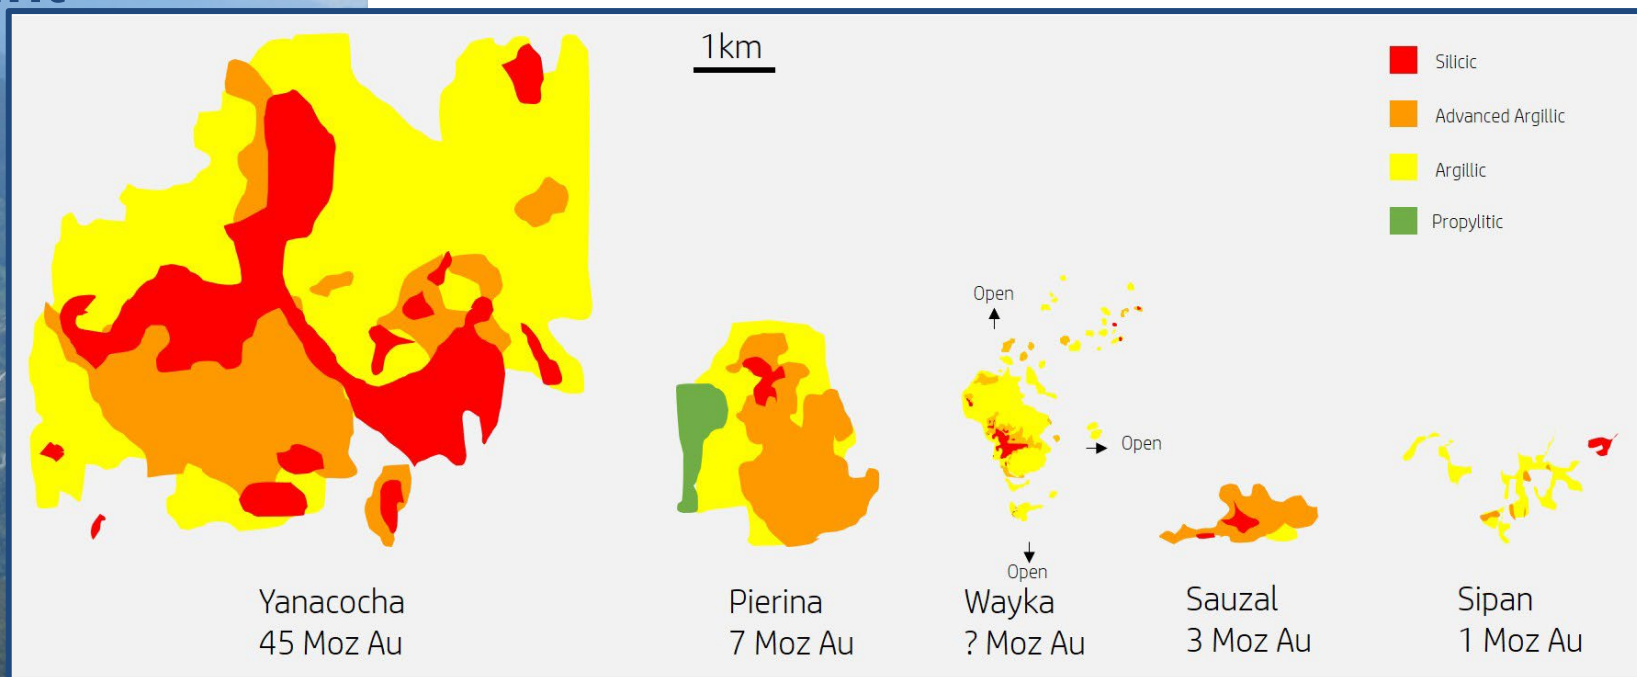 1km
Silicic
Advanced Argillic
Argillic
Propylitic
Open
Open
Open
Yanacocha
45 Moz Au
Pierina
7 Moz Au
Wayka
? Moz Au
Sauzal
3 Moz Au
Sipan
1 Moz Au